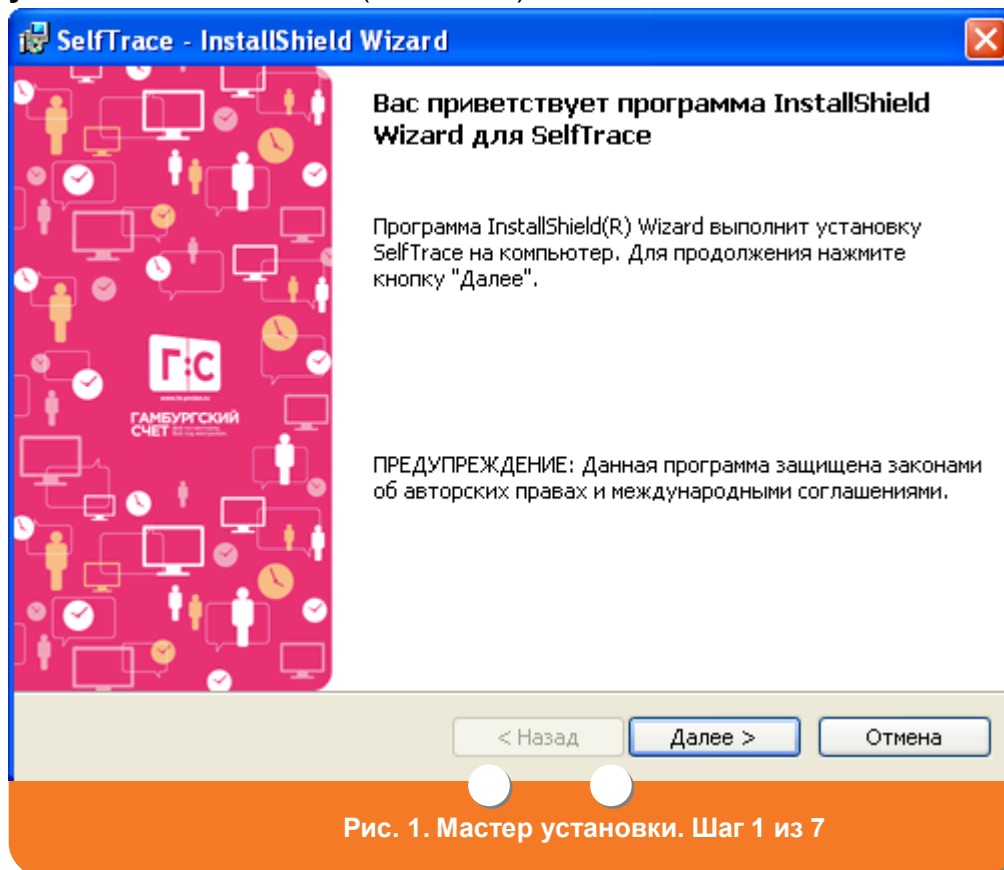 SelfTrace - InstallShield Wizard
Вас приветствует программа InstallShield
Wizard для SelfTrace
Программа InstallShield(R) Wizard выполнит установку
SelfTrace на компьютер. Для продолжения нажмите
кнопку "Далее".
Г:С
ГАМБУРГСКИЙ
СЧЕТ
ПРЕДУПРЕЖДЕНИЕ: Данная программа защищена законами
об авторских правах и международными соглашениями.
< Назад
Далее >
Отмена
Рис. 1. Мастер установки. Шаг 1 из 7